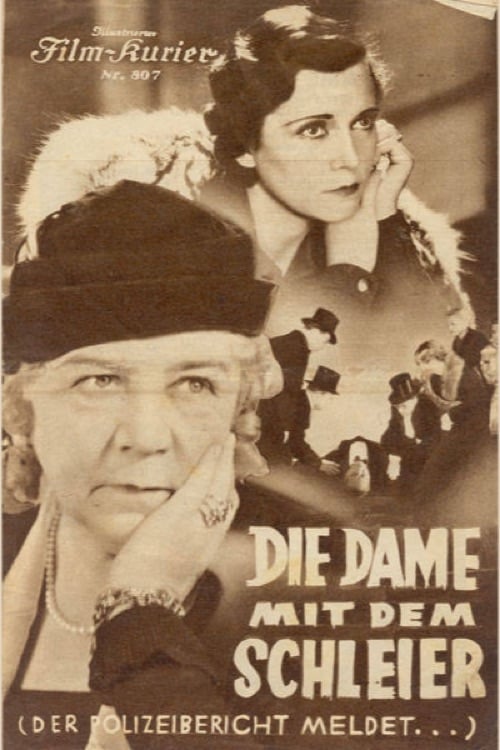 Illustrierter
Film-Kurier
Nr. 807
DIE DAME
MIT DEM
SCHLEIER
(DER POLIZEIBERICHT MELDET...)